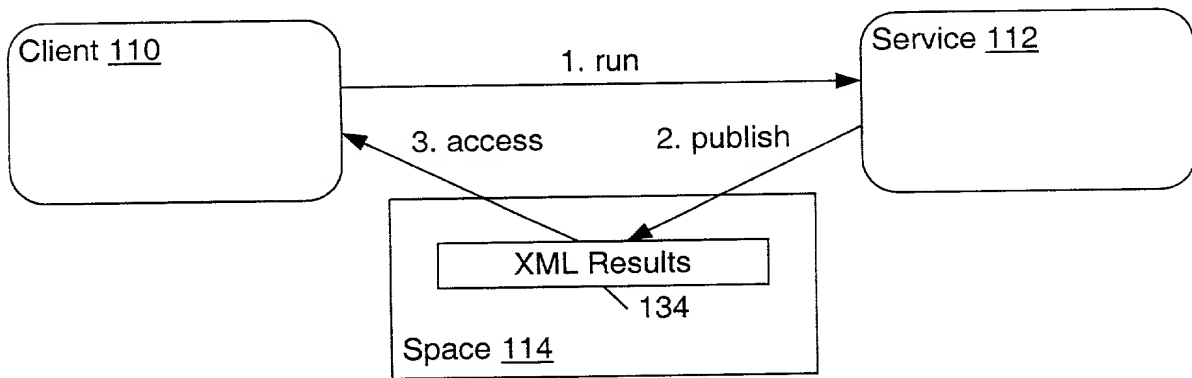 Client 110
Service 112
1. run
3. access
2. publish
XML Results
134
Space 114